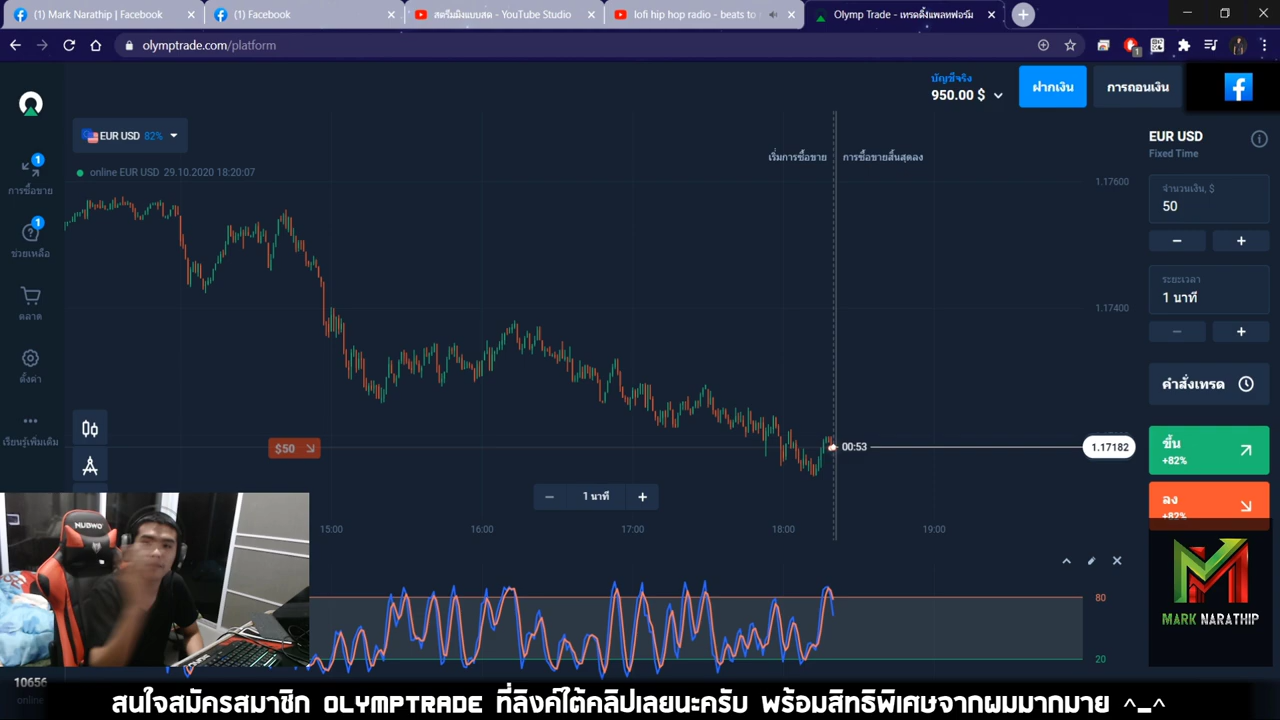 (1) Mark Narathip | Facebook
(1) Facebook
สตรีมมิงแบบสด - YouTube Studio
lofi hip hop radio - beats to
Olymp Trade - เทรดดิ้งแพลทฟอร์ม
olymptrade.com/platform
1
บัญชีจริง
950.00 $
ฝากเงิน
การถอนเงิน
EUR USD 82%
online EUR USD 29.10.2020 18:20:07
เริ่มการซื้อขาย
การซื้อขายสิ้นสุดลง
1
การซื้อขาย
1
ช่วยเหลือ
ตลาด
ตั้งค่า
เรียนรู้เพิ่มเติม
1.17600
1.17400
$50
00:53
1.17182
1 นาที
15:00
16:00
17:00
18:00
19:00
EUR USD
Fixed Time
จำนวนเงิน, $
50
ระยะเวลา
1 นาที
คำสั่งเทรด
ขึ้น
+82%
ลง
+82%
80
20
NUBWO
MARK NARATHIP
10656
online
สนใจสมัครสมาชิก OLYMPTRADE ที่ลิงค์ใต้คลิปเลยนะครับ พร้อมสิทธิพิเศษจากผมมากมาย ^_^